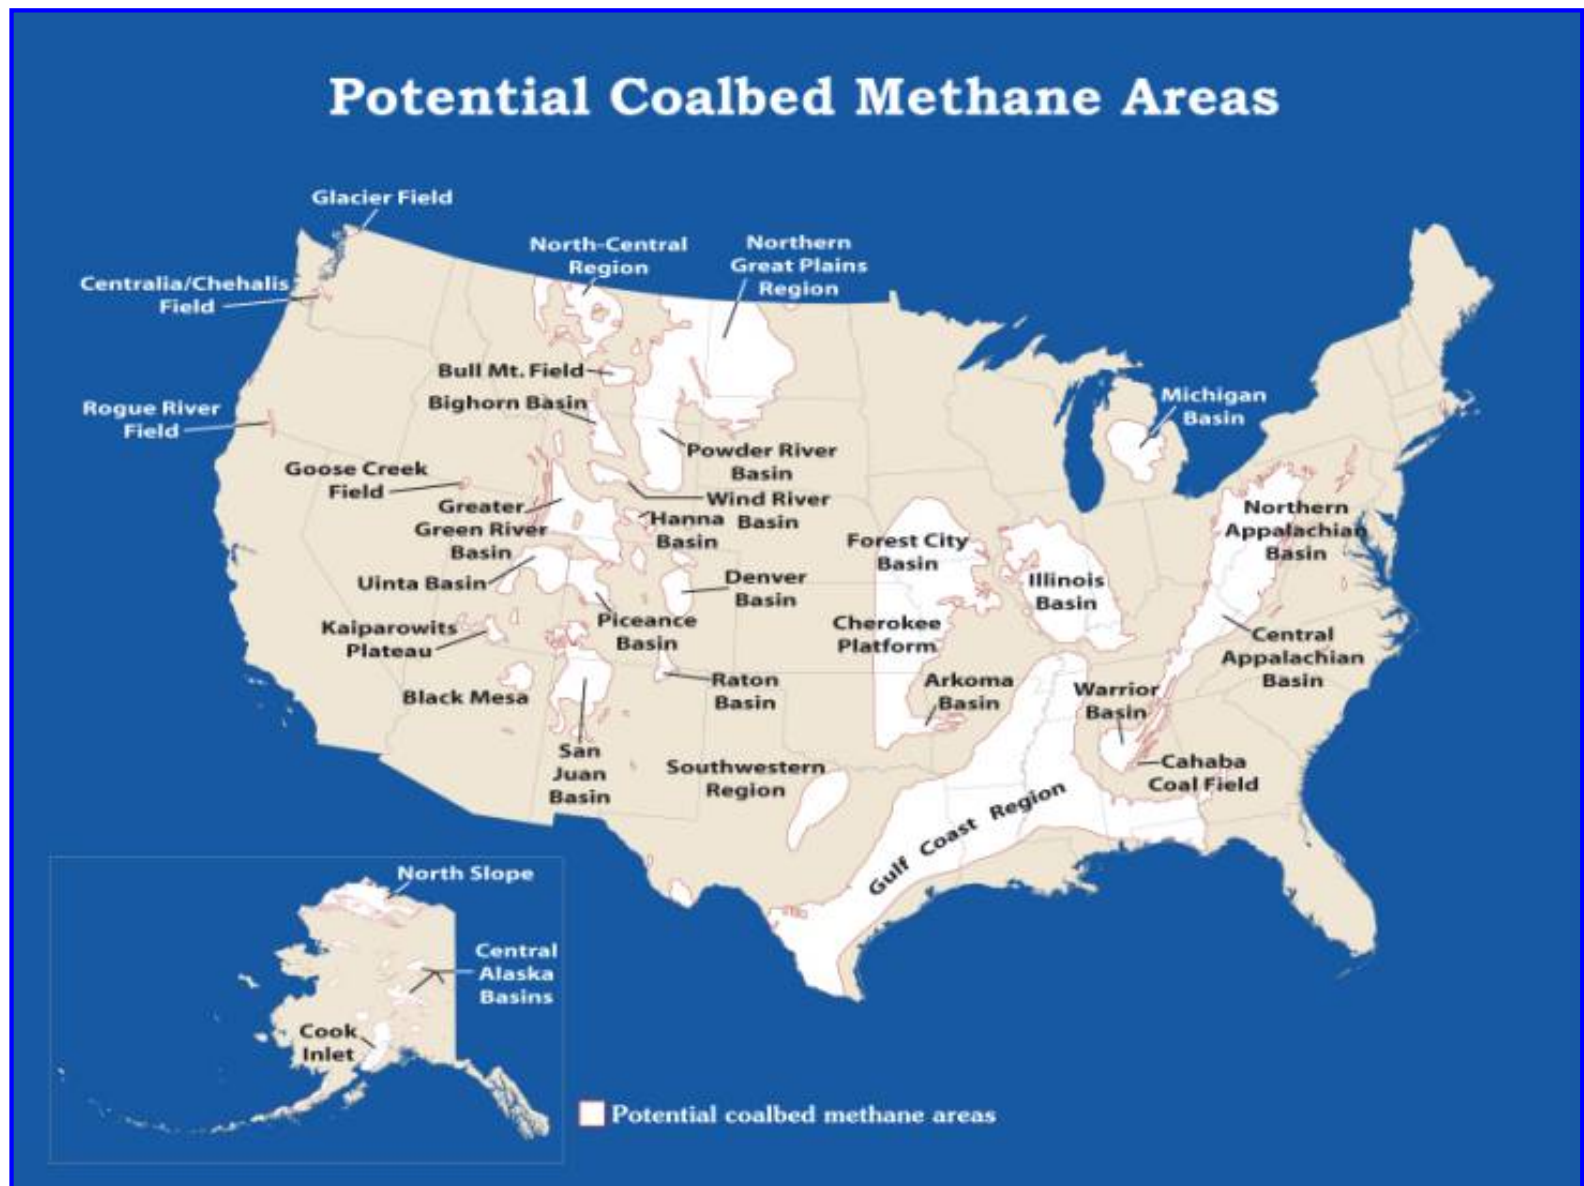 Potential Coalbed Methane Areas
Glacier Field
North-Central
Region
Northern
Great Plains
Region
Centralia/Chehalis
Field
Bull Mt. Field
Bighorn Basin
Michigan
Basin
Rogue River
Field
Powder River
Basin
Goose Creek
Field
Wind River
Basin
Greater
Green River
Basin
Hanna
Basin
Northern
Appalachian
Basin
Forest City
Basin
Uinta Basin
Denver
Basin
Illinois
Basin
Piceance
Basin
Kaiparowits
Plateau
Cherokee
Platform
Central
Appalachian
Basin
Black Mesa
Raton
Basin
Arkoma
Basin
Warrior
Basin
San
Juan
Basin
Southwestern
Region
Cahaba
Coal Field
Gulf Coast Region
North Slope
Central
Alaska
Basins
Cook
Inlet
Potential coalbed methane areas